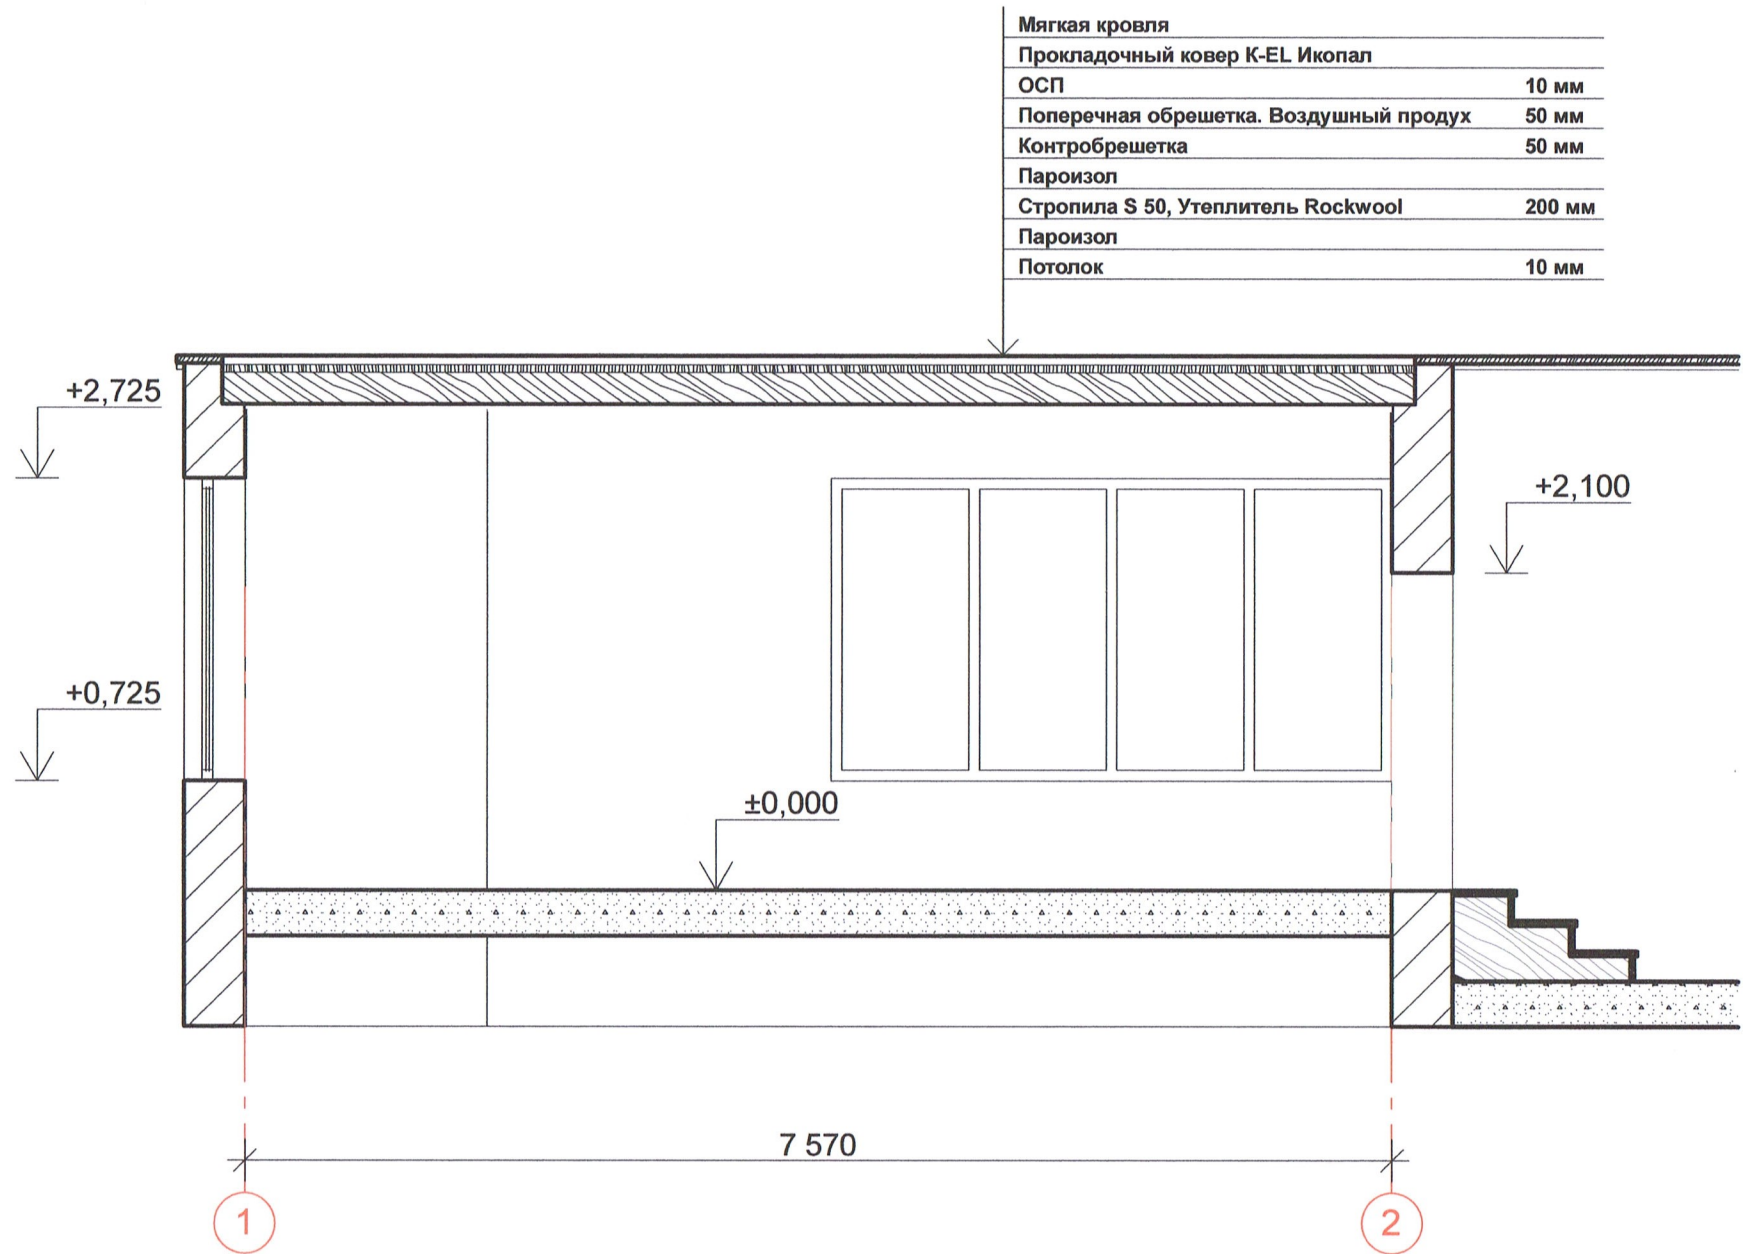 Мягкая кровля
Прокладочный ковер K-EL Икопал
ОСП 10 мм
Поперечная обрешетка. Воздушный продух 50 мм
Контробрешетка 50 мм
Пароизол
Стропила S 50, Утеплитель Rockwool 200 мм
Пароизол
Потолок 10 мм
+2,725
+2,100
+0,725
±0,000
7 570
1
2